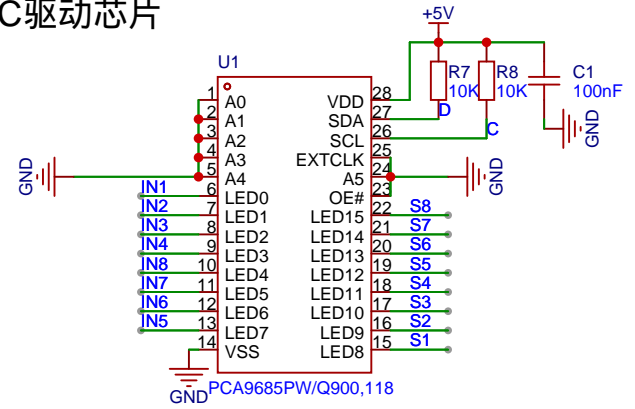 C驱动芯片
+5V
U1
R7
10K
R8
10K
C1
100nF
D
C
GND
GND
GND
GND
1 A0
2 A1
3 A2
4 A3
5 A4
IN1 6 LED0
IN2 7 LED1
IN3 8 LED2
IN4 9 LED3
IN8 10 LED4
IN7 11 LED5
IN6 12 LED6
IN5 13 LED7
14 VSS
VDD 28
SDA 27
SCL 26
EXTCLK 25
A5 24
OE# 23
LED15 22 S8
LED14 21 S7
LED13 20 S6
LED12 19 S5
LED11 18 S4
LED10 17 S3
LED9 16 S2
LED8 15 S1
PCA9685PW/Q900,118